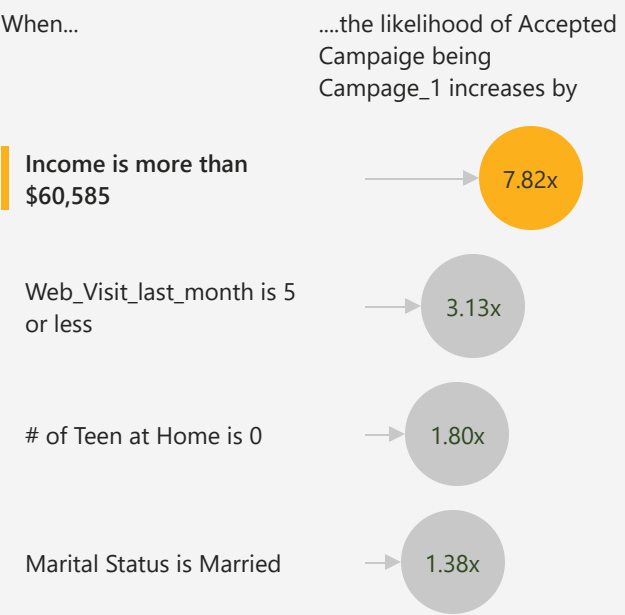 When...
....the likelihood of Accepted
Campaige being
Campage_1 increases by
Income is more than
$60,585
7.82x
Web_Visit_last_month is 5
or less
3.13x
# of Teen at Home is 0
1.80x
Marital Status is Married
1.38x